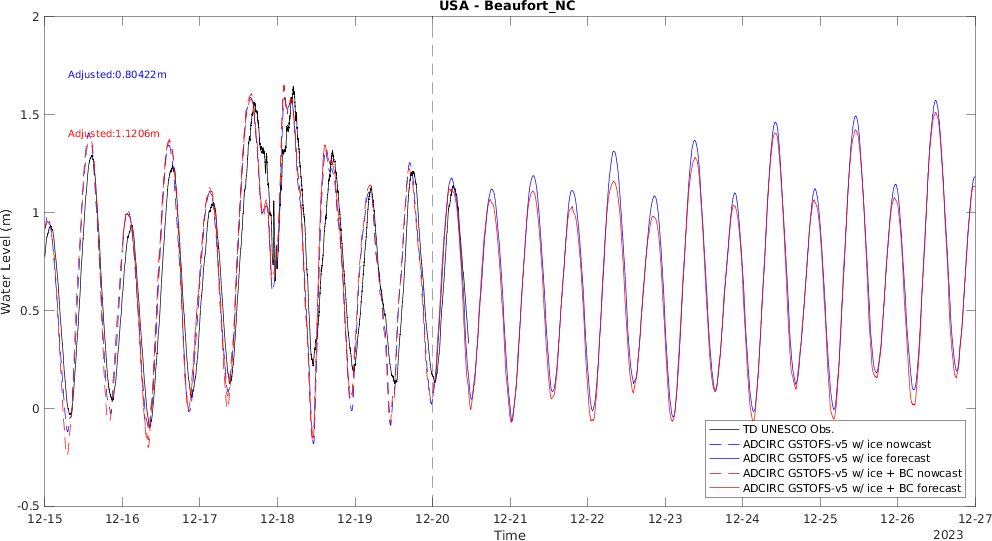 USA - Beaufort_NC
2
1.5
1
0.5
0
-0.5
Water Level (m)
Adjusted:0.80422m
Adjusted:1.1206m
TD UNESCO Obs.
ADCIRC GSTOFS-v5 w/ ice nowcast
ADCIRC GSTOFS-v5 w/ ice forecast
ADCIRC GSTOFS-v5 w/ ice + BC nowcast
ADCIRC GSTOFS-v5 w/ ice + BC forecast
12-15 12-16 12-17 12-18 12-19 12-20 12-21 12-22 12-23 12-24 12-25 12-26 12-27
Time
2023